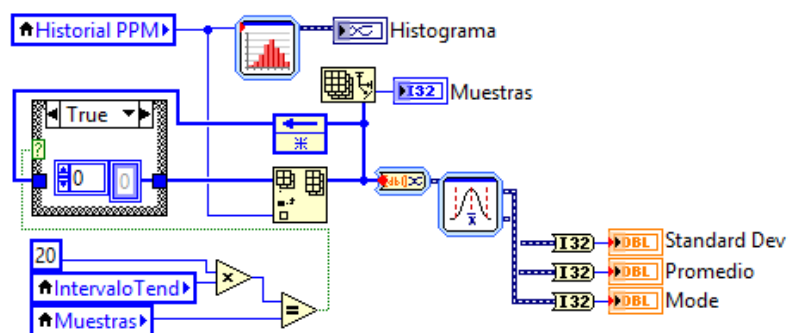 Historial PPM
Histograma
I32
Muestras
True
?
0
0
20
x
IntervaloTend
=
Muestras
I32
DBL
Standard Dev
I32
DBL
Promedio
I32
DBL
Mode